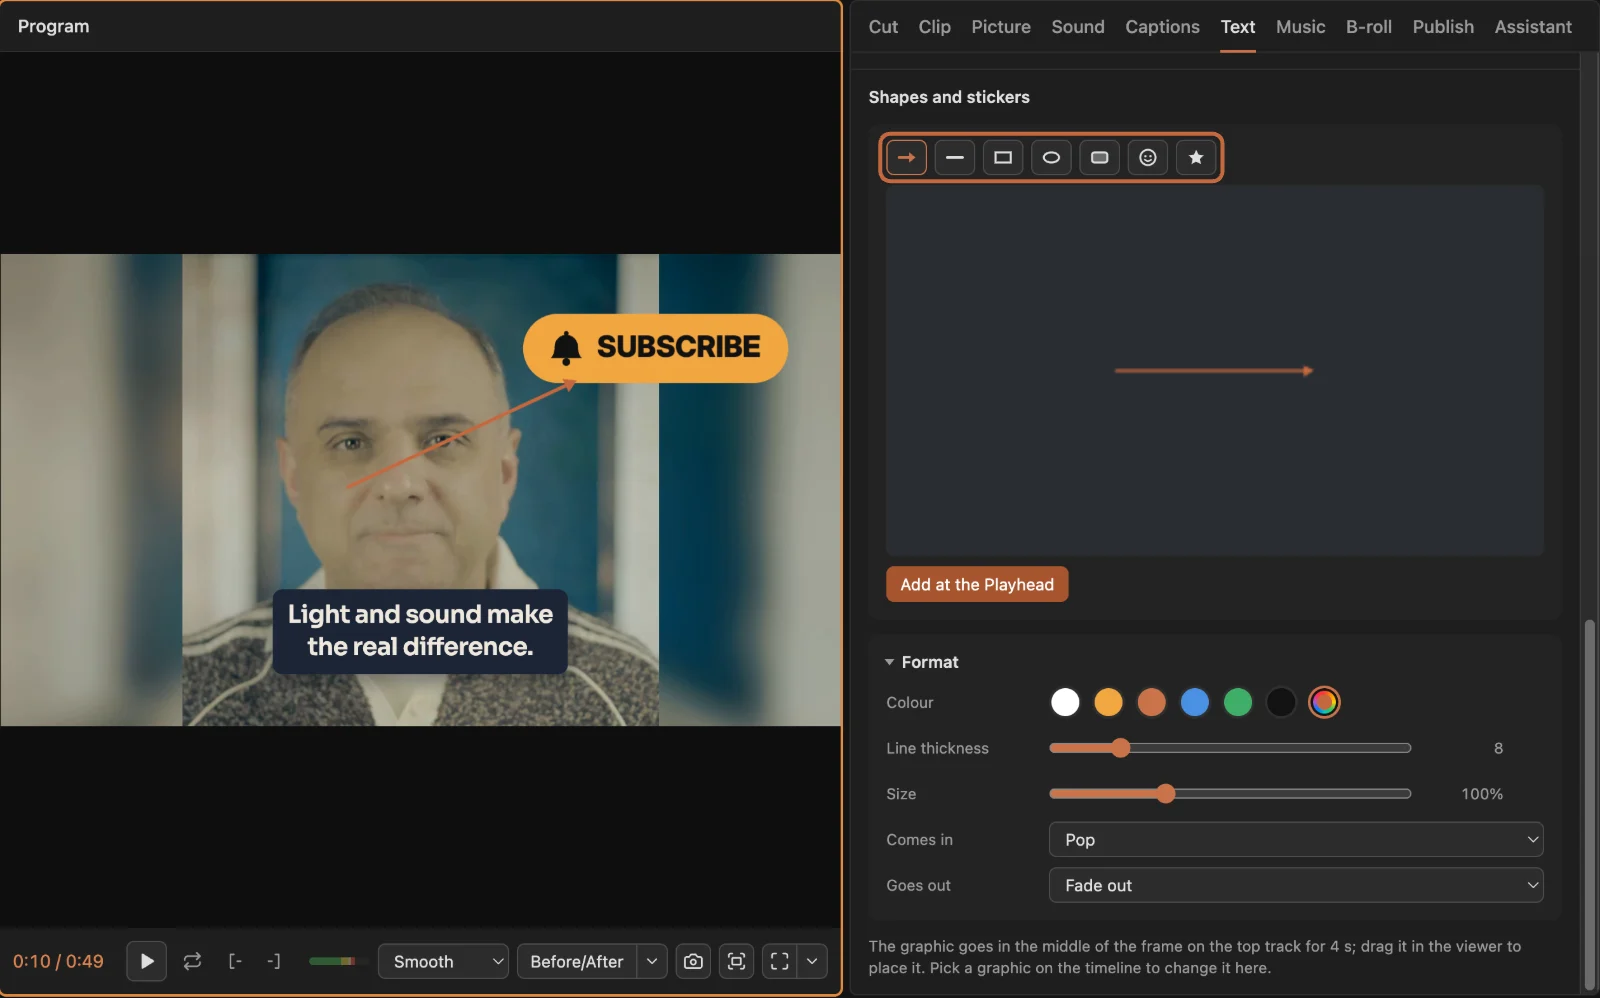 Program
Cut Clip Picture Sound Captions Text Music B-roll Publish Assistant
Shapes and stickers
SUBSCRIBE
Light and sound make
the real difference.
Add at the Playhead
Format
Colour
Line thickness 8
Size 100%
Comes in Pop
Goes out Fade out
The graphic goes in the middle of the frame on the top track for 4 s; drag it in the viewer to
place it. Pick a graphic on the timeline to change it here.
0:10 / 0:49 Smooth Before/After